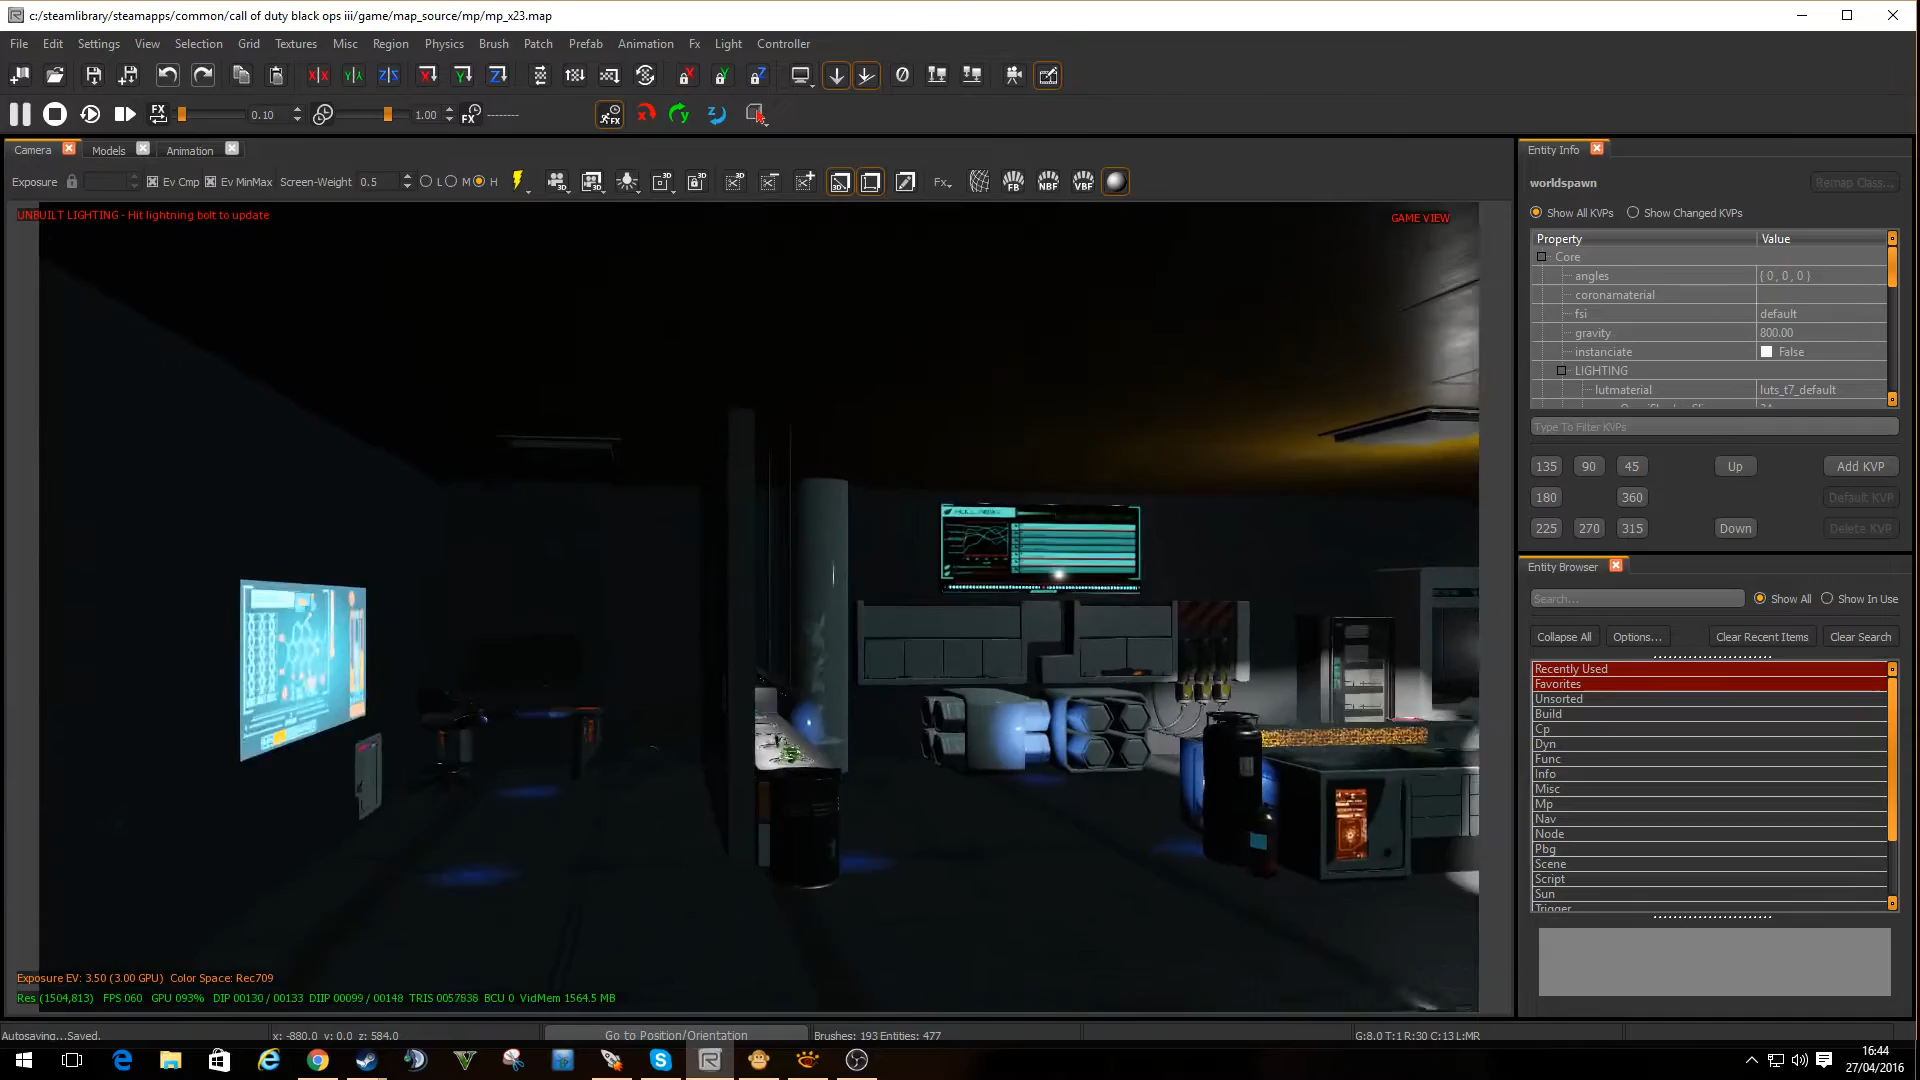 c:/steamlibrary/steamapps/common/call of duty black ops iii/game/map_source/mp/mp_x23.map
File Edit Settings View Selection Grid Textures Misc Region Physics Brush Patch Prefab Animation Fx Light Controller
FX 0.10 1.00 FX --------
Camera Models Animation
Exposure Ev Cmp Ev MinMax Screen-Weight 0.5 L M H Fx FB NBF VBF
UNBUILT LIGHTING - Hit lightning bolt to update
GAME VIEW
Exposure EV: 3.50 (3.00 GPU) Color Space: Rec709
Res (1504,813) FPS 060 GPU 093% DIP 00130 / 00133 DIIP 00099 / 00148 TRIS 0057836 BCU 0 VidMem 1564.5 MB
Entity Info
worldspawn Remap Class...
Show All KVPs Show Changed KVPs
Property Value
Core
angles ( 0 , 0 , 0 )
coronamaterial
fsi default
gravity 800.00
instanciate False
LIGHTING
lutmaterial luts_t7_default
Type To Filter KVPs
135 90 45 Up Add KVP
180 360 Default KVP
225 270 315 Down Delete KVP
Entity Browser
Search... Show All Show In Use
Collapse All Options... Clear Recent Items Clear Search
Recently Used
Favorites
Unsorted
Build
Cp
Dyn
Func
Info
Misc
Mp
Nav
Node
Pbg
Scene
Script
Sun
Trigger
Autosaving...Saved. x: -880.0 y: 0.0 z: 584.0 Go to Position/Orientation Brushes: 193 Entities: 477 G:8.0 T:1 R:30 C:13 L:MR
16:44
27/04/2016